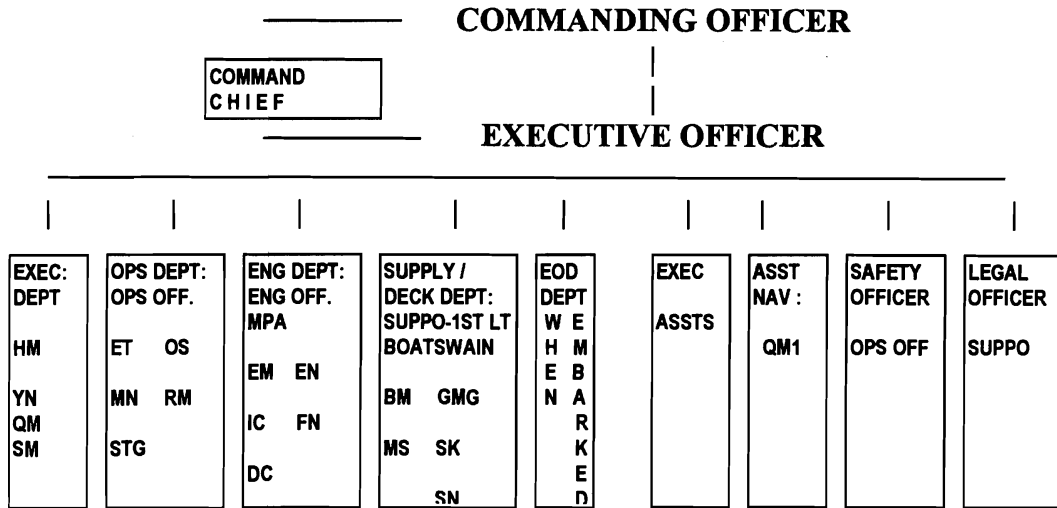 COMMANDING OFFICER
COMMAND
CHIEF
EXECUTIVE OFFICER
EXEC:
DEPT
HM
YN
QM
SM
OPS DEPT:
OPS OFF.
ET OS
MN RM
STG
ENG DEPT:
ENG OFF.
MPA
EM EN
IC FN
DC
SUPPLY /
DECK DEPT:
SUPPO-1ST LT
BOATSWAIN
BM GMG
MS SK
SN
EOD
DEPT
WHEN
EMBARKED
EXEC
ASSTS
ASST
NAV :
QM1
SAFETY
OFFICER
OPS OFF
LEGAL
OFFICER
SUPPO